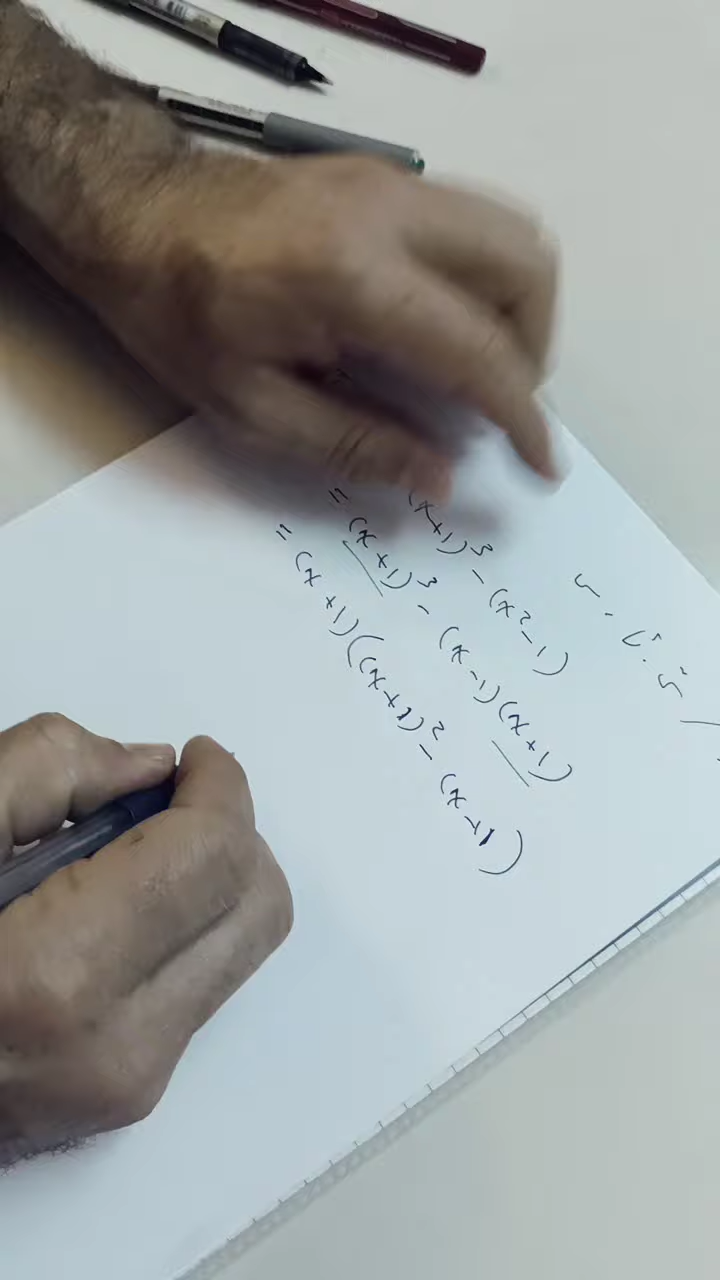 (x+1)³ - (x² - 1)
= (x+1)³ - (x-1)(x+1)
= (x+1)((x+1)² - (x-1)